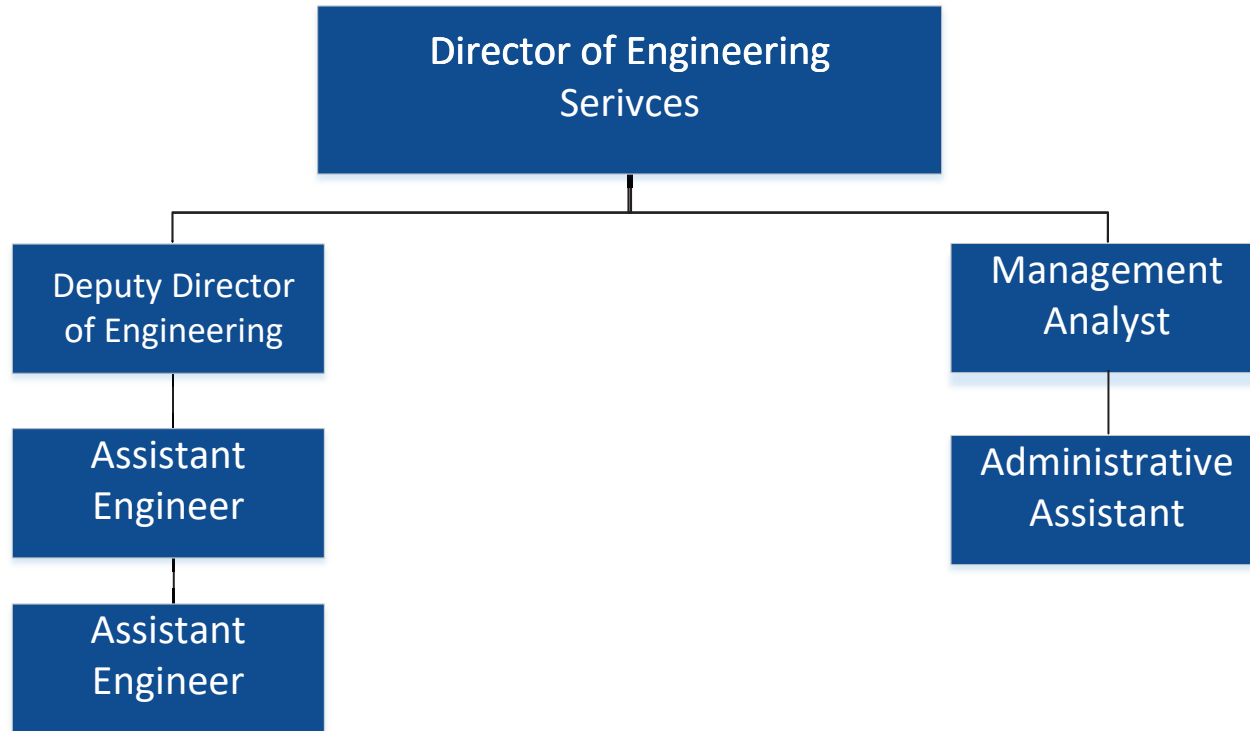 Director of Engineering
Serivces
Deputy Director
of Engineering
Management
Analyst
Assistant
Engineer
Administrative
Assistant
Assistant
Engineer